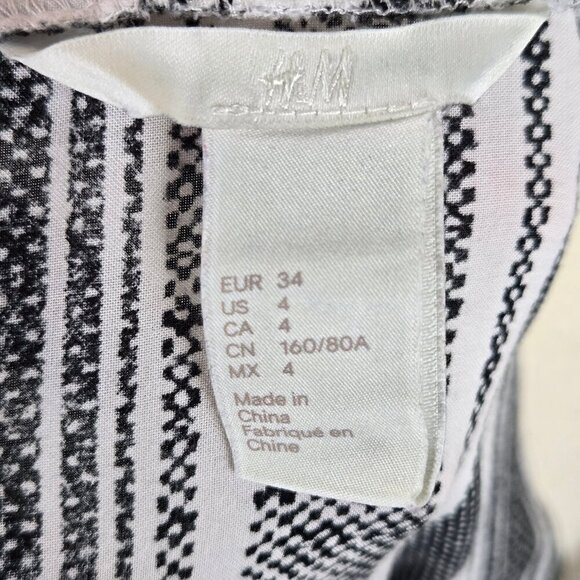 H&M
EUR 34
US 4
CA 4
CN 160/80A
MX 4
Made in
China
Fabriqué en
Chine